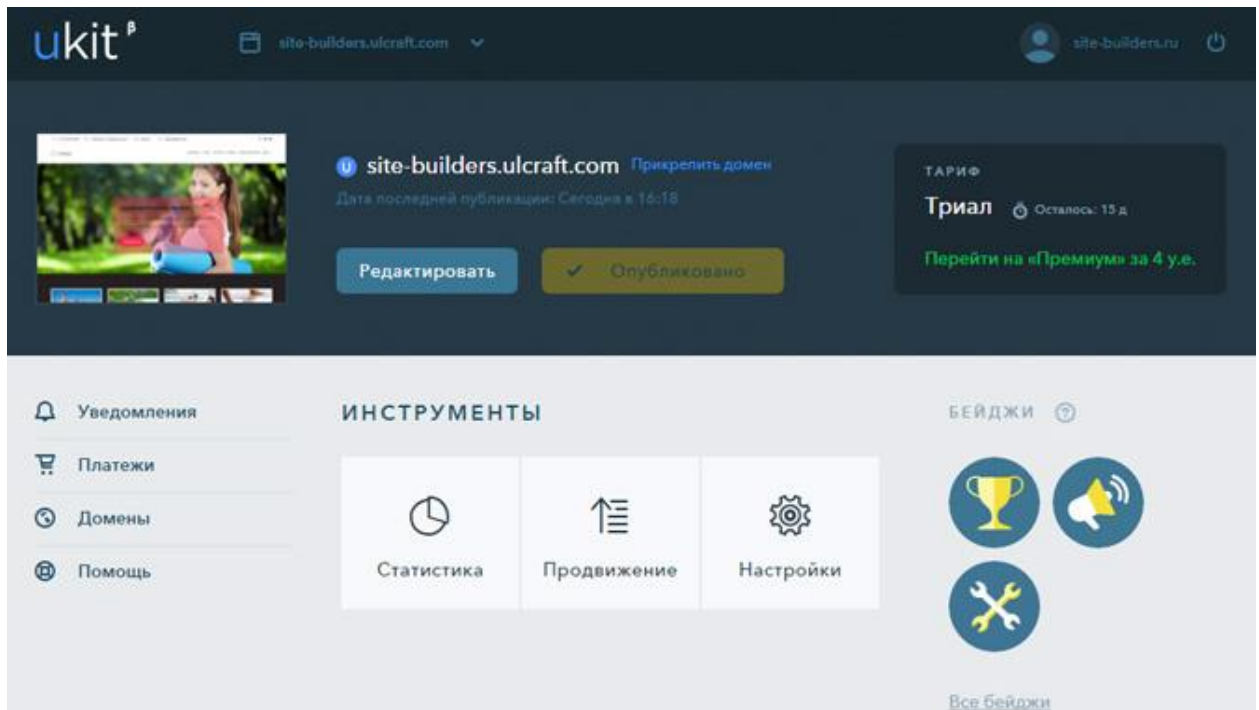 ukit β
site-builders.ulcraft.com
site-builders.ru
site-builders.ulcraft.com Прикрепить домен
Дата последней публикации: Сегодня в 16:18
Редактировать
Опубликовано
ТАРИФ
Триал Осталось: 15 д
Перейти на «Премиум» за 4 у.е.
Уведомления
Платежи
Домены
Помощь
ИНСТРУМЕНТЫ
Статистика
Продвижение
Настройки
БЕЙДЖИ ?
Все бейджи